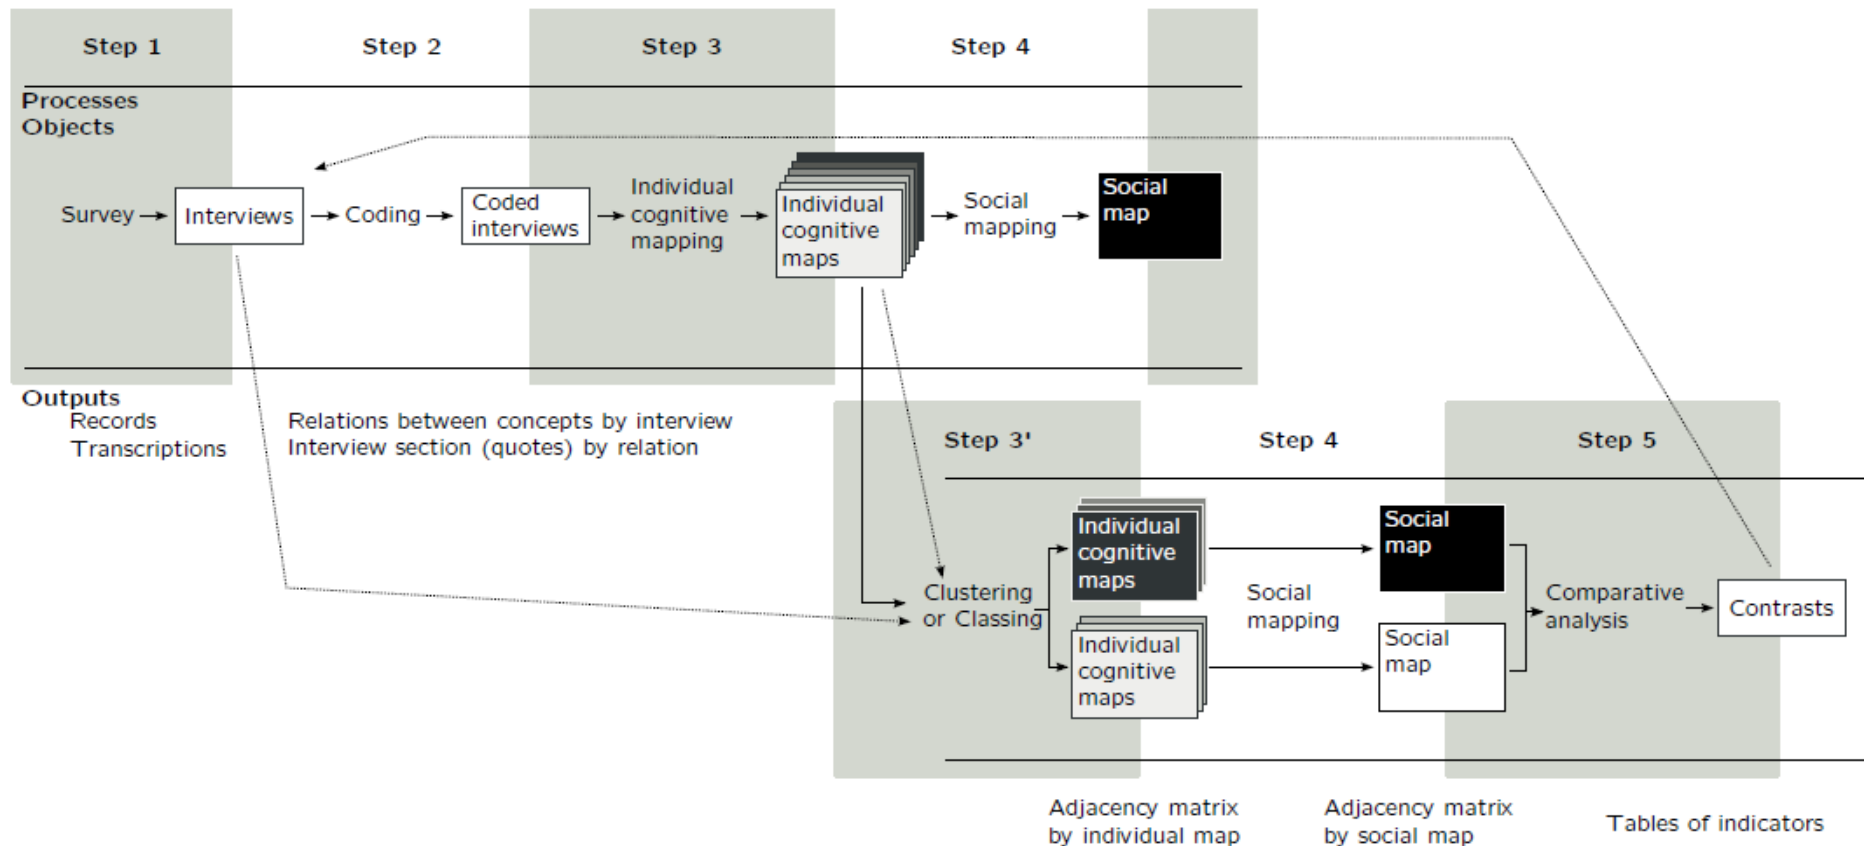 Step 1
Step 2
Step 3
Step 4
Processes
Objects
Survey
Interviews
Coding
Coded
interviews
Individual
cognitive
mapping
Individual
cognitive
maps
Social
mapping
Social
map
Outputs
Records
Transcriptions
Relations between concepts by interview
Interview section (quotes) by relation
Step 3'
Step 4
Step 5
Clustering
or Classing
Individual
cognitive
maps
Individual
cognitive
maps
Social
mapping
Social
map
Social
map
Comparative
analysis
Contrasts
Adjacency matrix
by individual map
Adjacency matrix
by social map
Tables of indicators